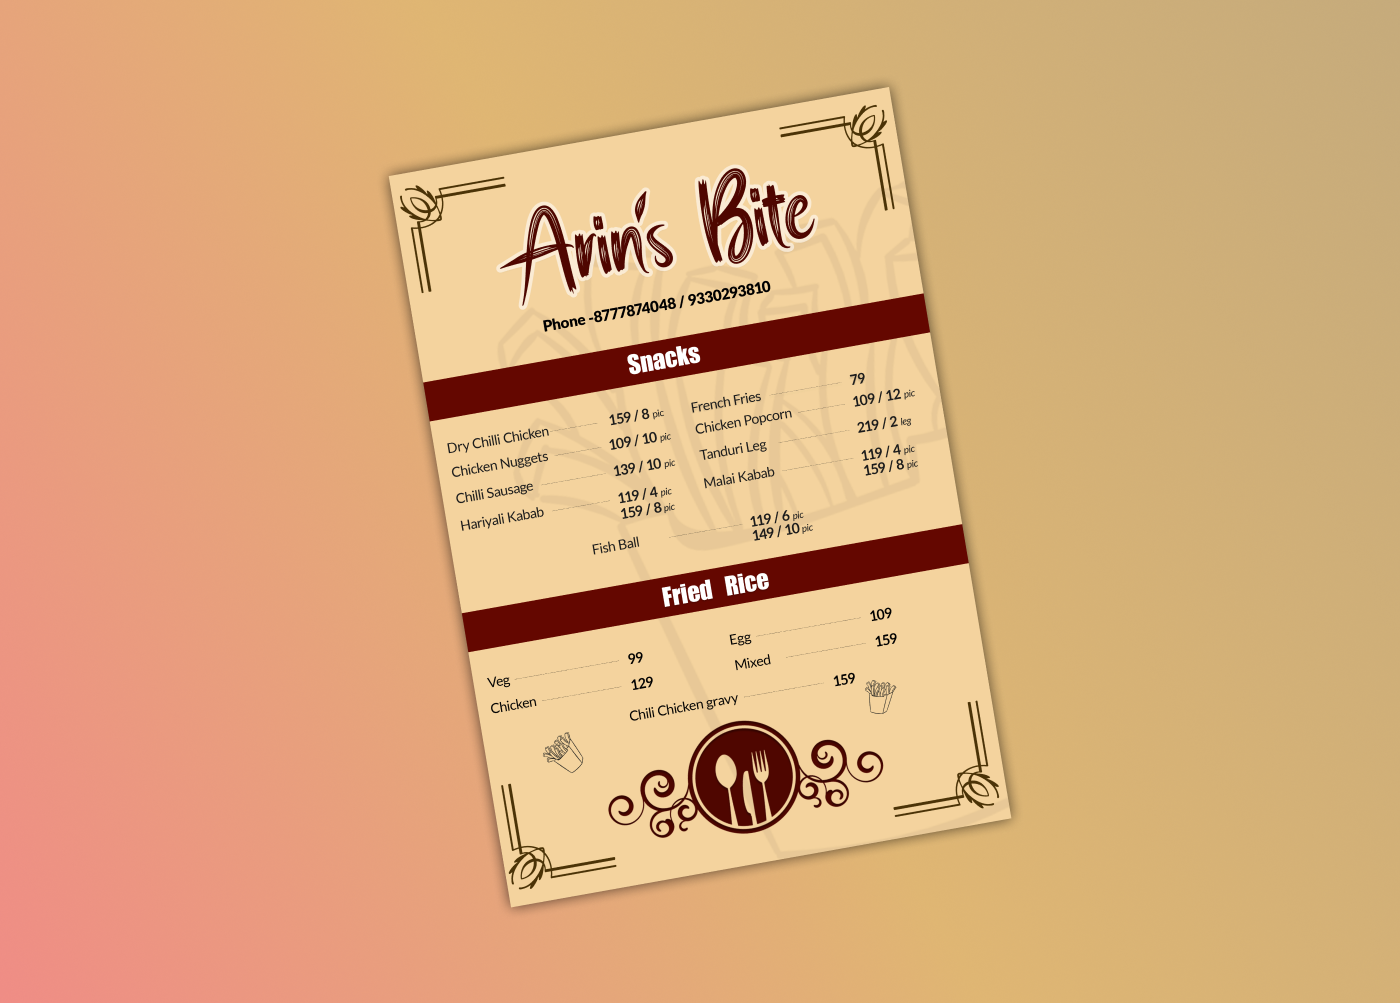 Arin's Bite
Phone -8777874048 / 9330293810
Snacks
Dry Chilli Chicken 159 / 8 pic
Chicken Nuggets 109 / 10 pic
Chilli Sausage 139 / 10 pic
Hariyali Kabab 119 / 4 pic
159 / 8 pic
French Fries 79
Chicken Popcorn 109 / 12 pic
Tanduri Leg 219 / 2 leg
Malai Kabab 119 / 4 pic
159 / 8 pic
Fish Ball 119 / 6 pic
149 / 10 pic
Fried Rice
Veg 99
Chicken 129
Egg 109
Mixed 159
Chili Chicken gravy 159